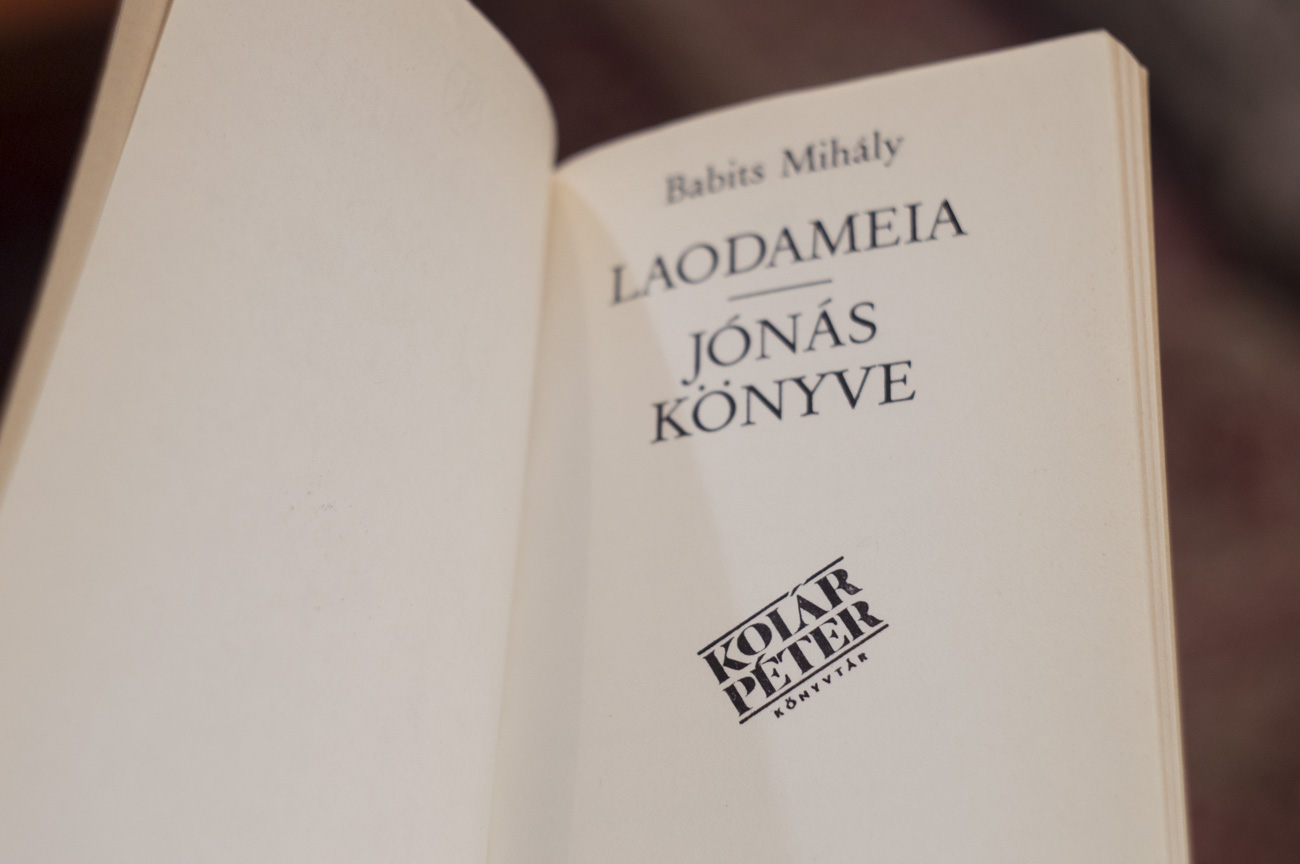 Babits Mihály
LAODAMEIA
JÓNÁS
KÖNYVE
KOLÁR
PÉTER
KÖNYVTÁR